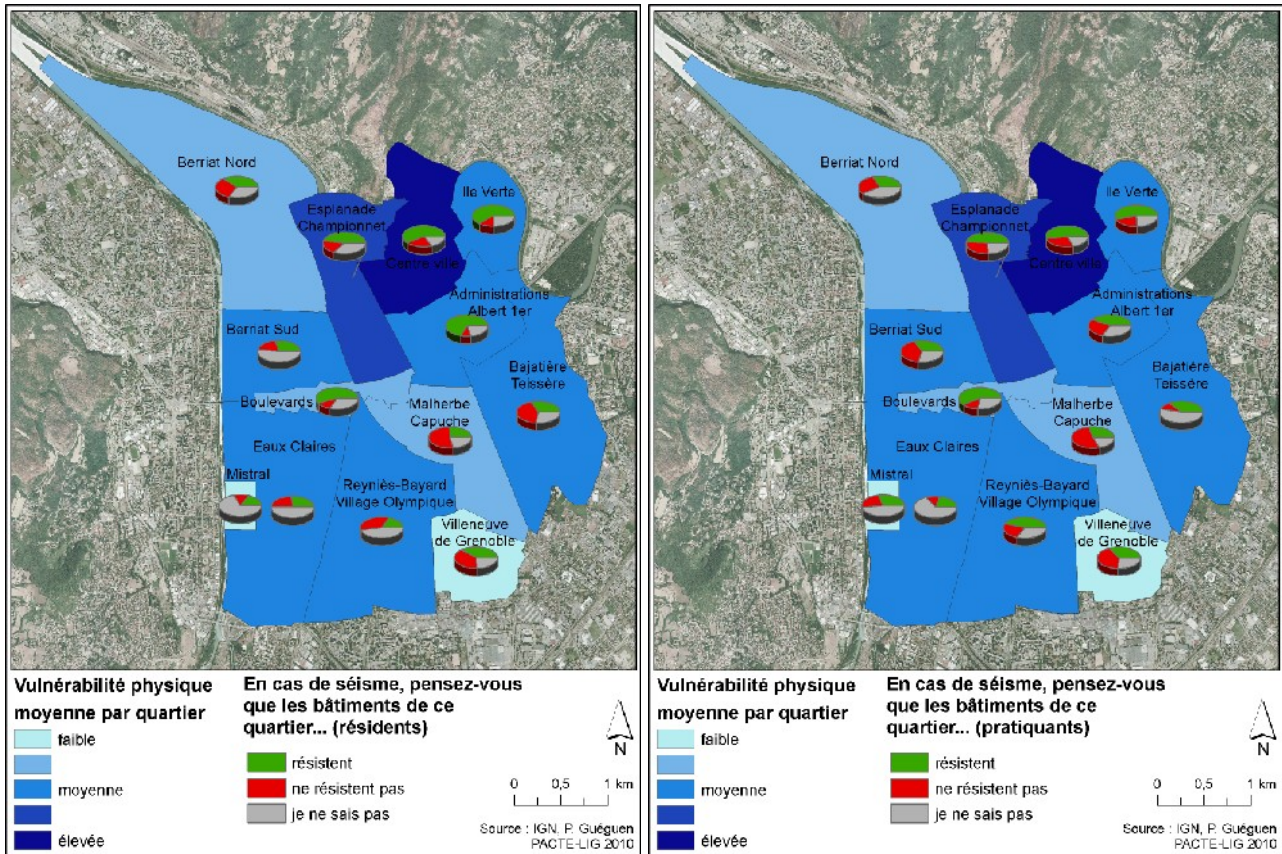 Berriat Nord
Ile Verte
Esplanade
Championnet
Centre ville
Administrations
Albert 1er
Berriat Sud
Bajatière
Teissère
Boulevards
Malherbe
Capuche
Eaux Claires
Mistral
Reyniès-Bayard
Village Olympique
Villeneuve
de Grenoble
Vulnérabilité physique
moyenne par quartier
faible
moyenne
élevée
En cas de séisme, pensez-vous
que les bâtiments de ce
quartier... (résidents)
résistent
ne résistent pas
je ne sais pas
N
0 0,5 1 km
Source : IGN, P. Guéguen
PACTE-LIG 2010
Berriat Nord
Ile Verte
Esplanade
Championnet
Centre ville
Administrations
Albert 1er
Berriat Sud
Bajatière
Teissère
Boulevards
Malherbe
Capuche
Eaux Claires
Mistral
Reyniès-Bayard
Village Olympique
Villeneuve
de Grenoble
Vulnérabilité physique
moyenne par quartier
faible
moyenne
élevée
En cas de séisme, pensez-vous
que les bâtiments de ce
quartier... (pratiquants)
résistent
ne résistent pas
je ne sais pas
N
0 0,5 1 km
Source : IGN, P. Guéguen
PACTE-LIG 2010